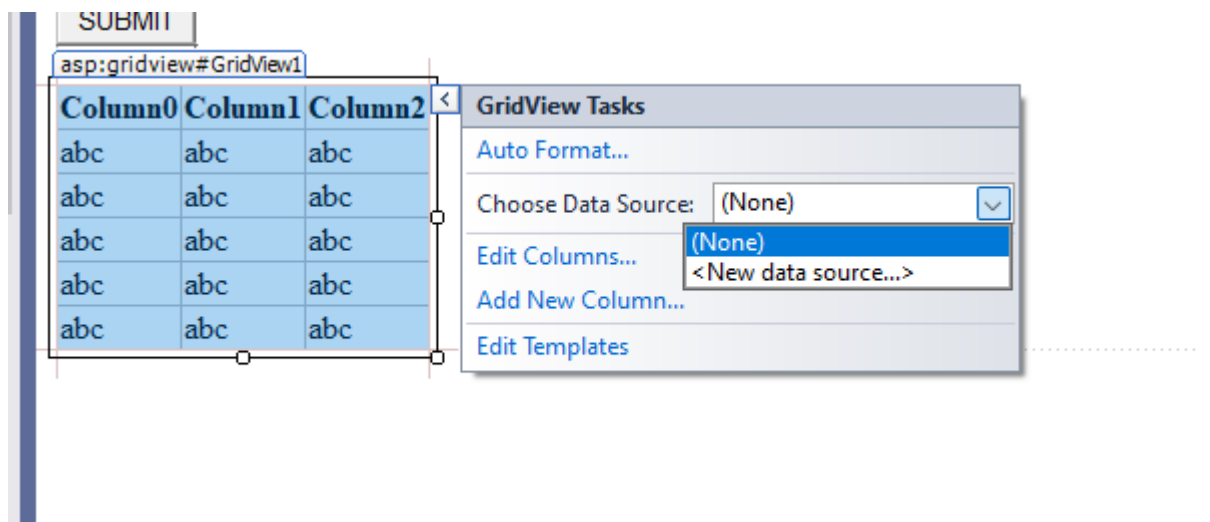 SUBMIT
asp:gridview#GridView1
Column0 Column1 Column2
abc abc abc
abc abc abc
abc abc abc
abc abc abc
abc abc abc
<
GridView Tasks
Auto Format...
Choose Data Source: (None)
(None)
<New data source...>
Edit Columns...
Add New Column...
Edit Templates